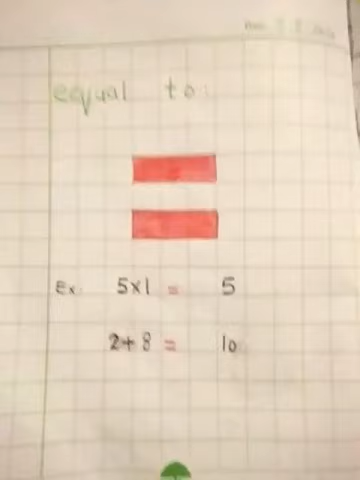 equal to:
=
Ex. 5x1 = 5
2+8 = 10